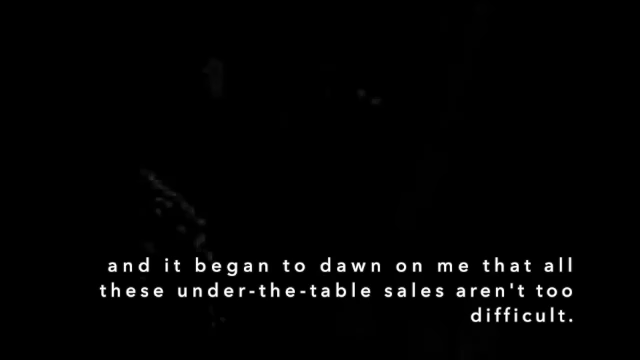 and it began to dawn on me that all
these under-the-table sales aren't too
difficult.